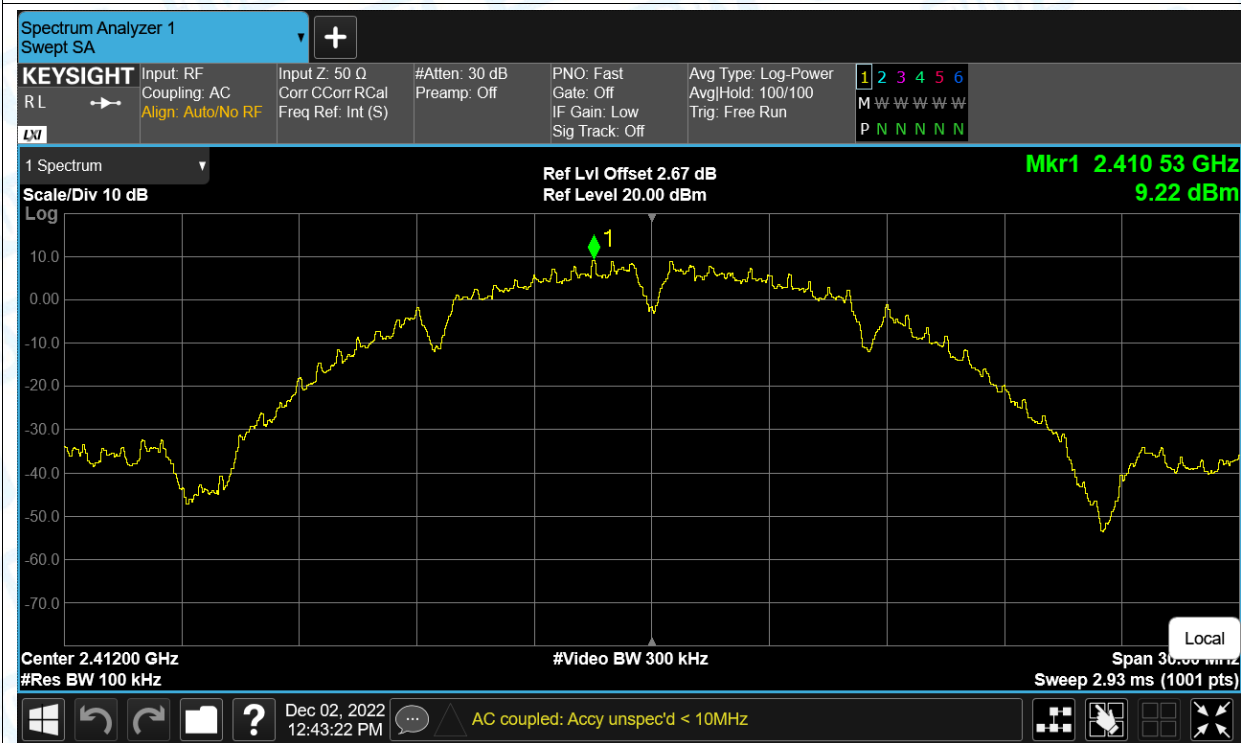 Spectrum Analyzer 1
Swept SA
KEYSIGHT
R L
LXI
Input: RF
Coupling: AC
Align: Auto/No RF
Input Z: 50 Ω
Corr CCorr RCal
Freq Ref: Int (S)
#Atten: 30 dB
Preamp: Off
PNO: Fast
Gate: Off
IF Gain: Low
Sig Track: Off
Avg Type: Log-Power
Avg|Hold: 100/100
Trig: Free Run
1 2 3 4 5 6
M W W W W W W
P N N N N N N
1 Spectrum
Scale/Div 10 dB
Log
Ref Lvl Offset 2.67 dB
Ref Level 20.00 dBm
Mkr1 2.410 53 GHz
9.22 dBm
1
10.0
0.00
-10.0
-20.0
-30.0
-40.0
-50.0
-60.0
-70.0
Local
Center 2.41200 GHz
#Res BW 100 kHz
#Video BW 300 kHz
Span 30.00 MHz
Sweep 2.93 ms (1001 pts)
?
Dec 02, 2022
12:43:22 PM
AC coupled: Accy unspec'd < 10MHz